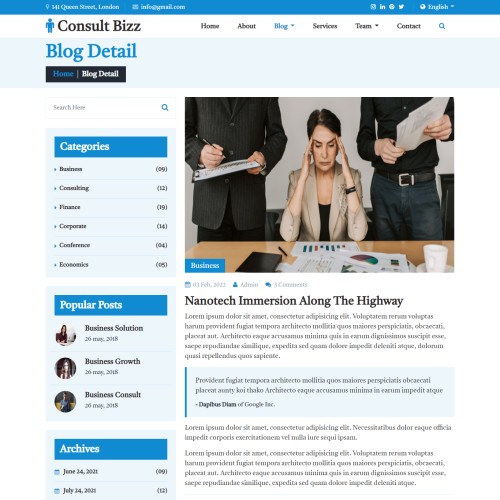 141 Queen Street, London info@gmail.com English
Consult Bizz Home About Blog Services Team Contact
Blog Detail
Home | Blog Detail
Search Here
Categories
Business (09)
Consulting (12)
Finance (19)
Corporate (14)
Conference (04)
Economics (05)
Popular Posts
Business Solution
26 may, 2018
Business Growth
26 may, 2018
Business Consult
26 may, 2018
Archives
June 24, 2021 (09)
July 24, 2021 (12)
Business
03 Feb, 2022 Admin 3 Comments
Nanotech Immersion Along The Highway
Lorem ipsum dolor sit amet, consectetur adipisicing elit. Voluptatem rerum voluptas
harum provident fugiat tempora architecto mollitia quos maiores perspiciatis, obcaecati,
placeat autem. Architecto eaque accusamus minima in earum dignissimos suscipit esse,
saepe repudiandae similique, expedita sed quam dolore impedit deleniti atque, dolorum
quasi repellendus quos sapiente.
Provident fugiat tempora architecto mollitia quos maiores perspiciatis obcaecati
placeat aunty koi thako Architecto eaque accusamus minima in earum impedit atque
- Dapibus Diam of Google Inc.
Lorem ipsum dolor sit amet, consectetur adipisicing elit. Necessitatibus dolor eaque officia
impedit corporis exercitationem vel nulla iure sequi ipsam.
Lorem ipsum dolor sit amet, consectetur adipisicing elit. Voluptatem rerum voluptas
harum provident fugiat tempora architecto mollitia quos maiores perspiciatis, obcaecati,
placeat autem. Architecto eaque accusamus minima in earum dignissimos suscipit esse,
saepe repudiandae similique, expedita sed quam dolore impedit deleniti atque, dolorum